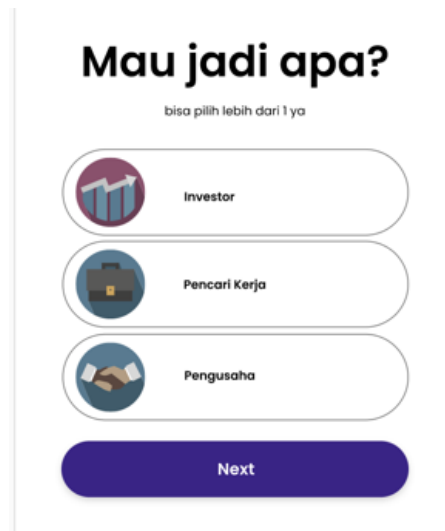 Mau jadi apa?
bisa pilih lebih dari 1 ya
Investor
Pencari Kerja
Pengusaha
Next